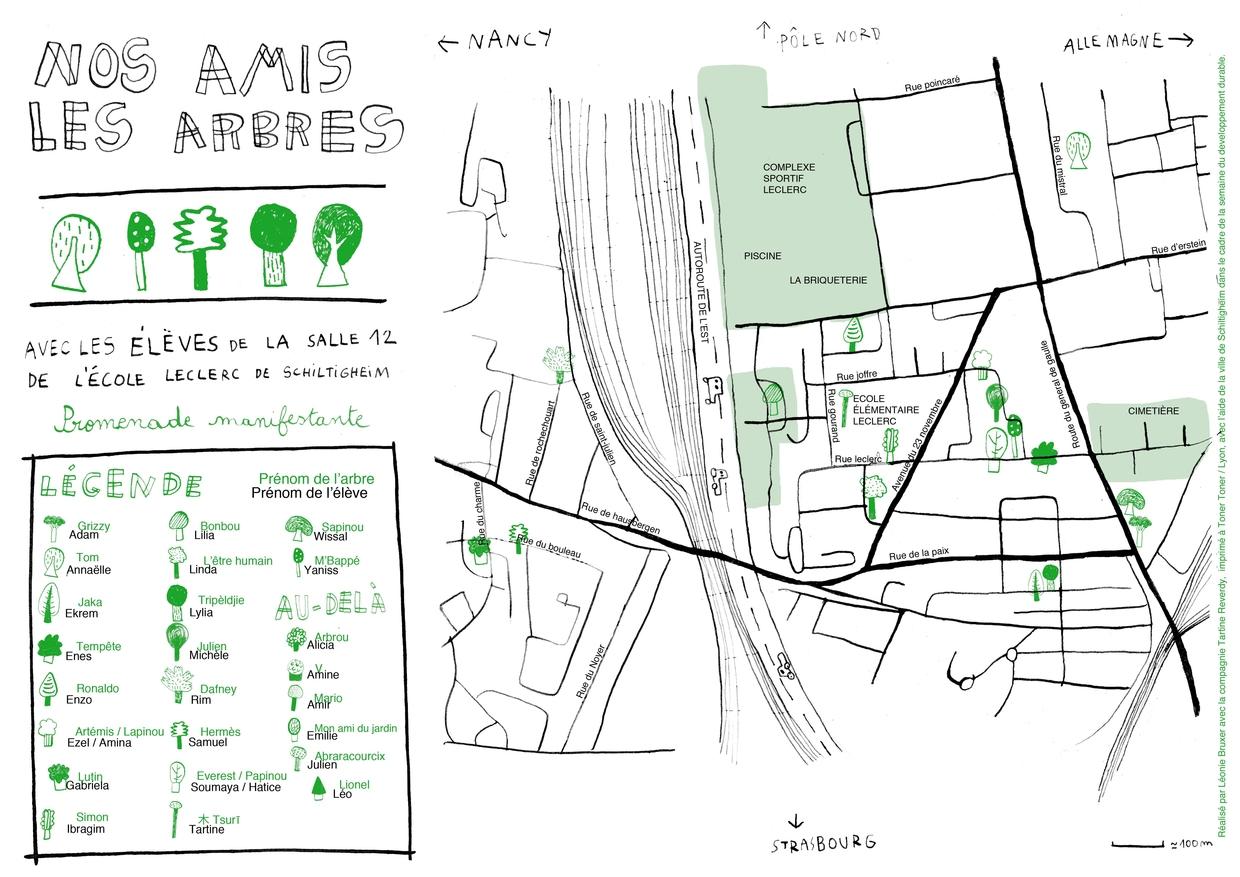 NOS AMIS
LES ARBRES
AVEC LES ÉLÈVES DE LA SALLE 12
DE L'ÉCOLE LECLERC DE SCHILTIGHEIM
Promenade manifestante
LÉGENDE
Prénom de l'arbre
Prénom de l'élève
Grizzy
Adam
Tom
Annaëlle
Jaka
Ekrem
Tempête
Enes
Ronaldo
Enzo
Artémis / Lapinou
Ezel / Amina
Lutin
Gabriela
Simon
Ibragim
Bonbou
Lilia
L'être humain
Linda
Tripèldjie
Lylia
Julien
Michèle
Dafney
Rim
Hermès
Samuel
Everest / Papinou
Soumaya / Hatice
木 Tsurī
Tartine
Sapinou
Wissal
M'Bappé
Yaniss
AU-DELÀ
Arbrou
Alicia
V
Amine
Mario
Amir
Mon ami du jardin
Emilie
Abraracourcix
Julien
Lionel
Léo
← NANCY
↑ PÔLE NORD
ALLEMAGNE →
Rue poincaré
COMPLEXE
SPORTIF
LECLERC
PISCINE
LA BRIQUETERIE
AUTOROUTE DE L'EST
Rue du mistral
Rue d'erstein
Rue joffre
Rue gourand
ECOLE
ÉLÉMENTAIRE
LECLERC
Rue leclerc
Avenue du 23 novembre
Route du general de gaulle
CIMETIÈRE
Rue de rochechouart
Rue de saint-julien
Rue du charme
Rue de hausbergen
Rue du bouleau
Rue de la paix
Rue du Noyer
↓
STRASBOURG
≃100m
Réalisé par Léonie Bruxer avec la compagnie Tartine Reverdy, imprimé à Toner Toner / Lyon, avec l'aide de la ville de Schiltigheim dans le cadre de la semaine du developpement durable.